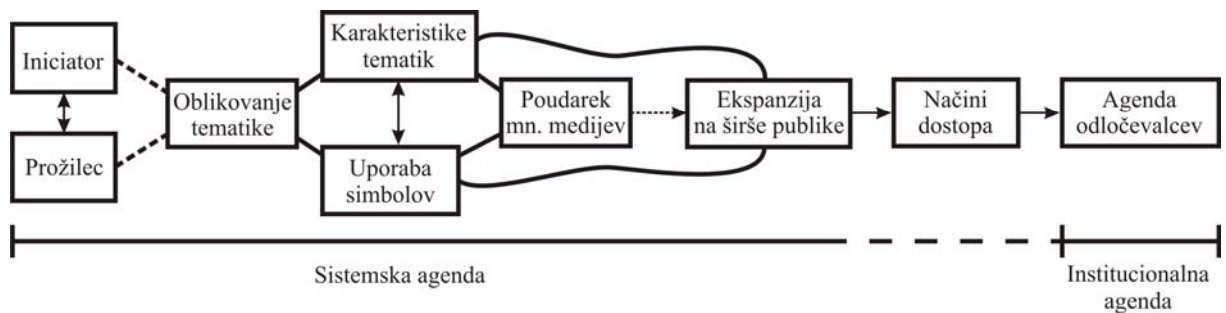 Iniciator
Prožilec
Oblikovanje
tematike
Karakteristike
tematik
Uporaba
simbolov
Poudarek
mn. medijev
Ekspanzija
na širše publike
Načini
dostopa
Agenda
odločevalcev
Sistemska agenda
Institucionalna
agenda